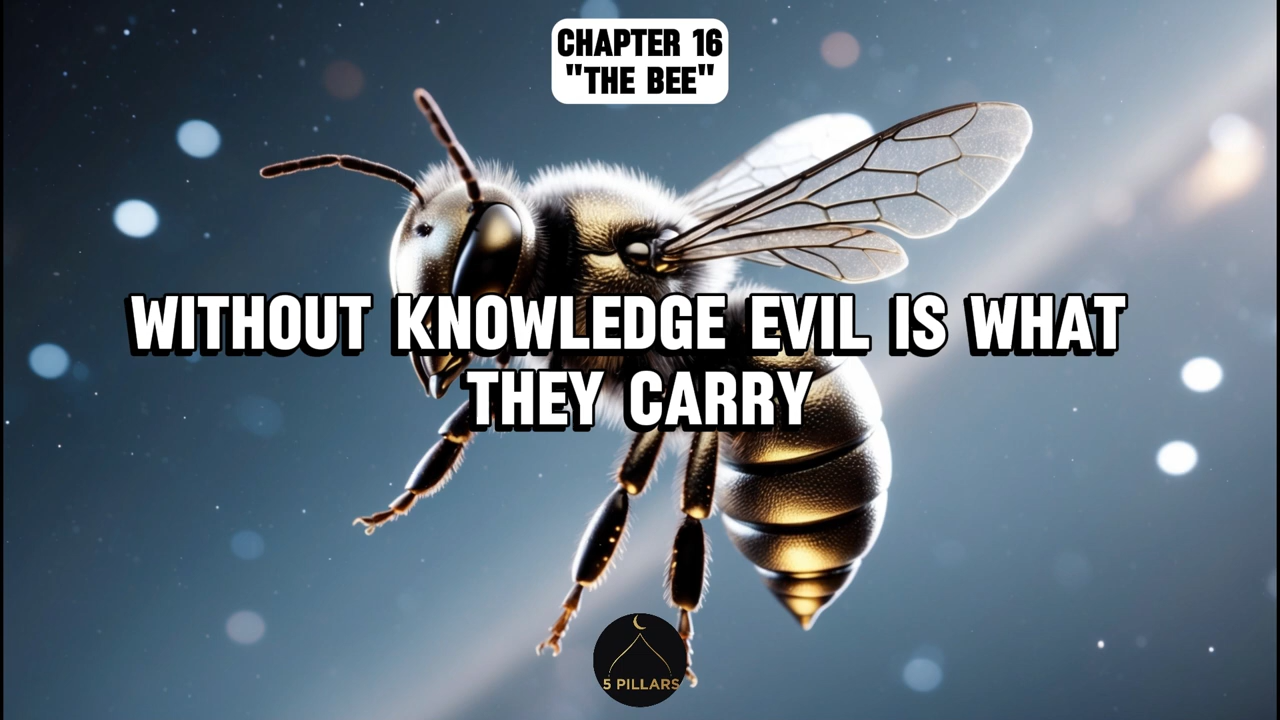 CHAPTER 16
"THE BEE"
WITHOUT KNOWLEDGE EVIL IS WHAT
THEY CARRY
5 PILLARS